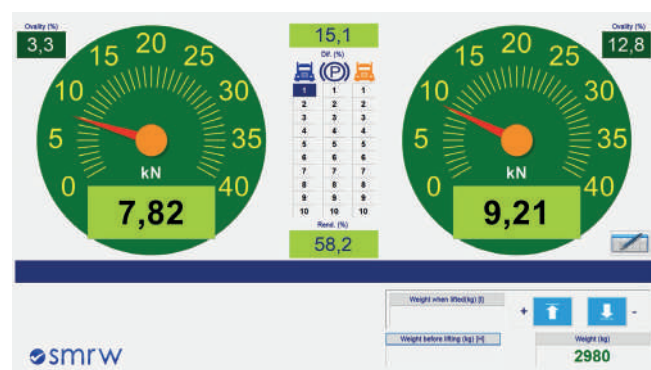 Ovality (%)
3,3
0
5
10
15
20
25
30
35
40
kN
7,82
15,1
Dif. (%)
P
1 1 1
2 2 2
3 3 3
4 4 4
5 5 5
6 6 6
7 7 7
8 8 8
9 9 9
10 10 10
Rend. (%)
58,2
Ovality (%)
12,8
0
5
10
15
20
25
30
35
40
kN
9,21
Weight when lifted(kg) [I]
+ -
Weight before lifting (kg) [H]
Weight (kg)
2980
smrw